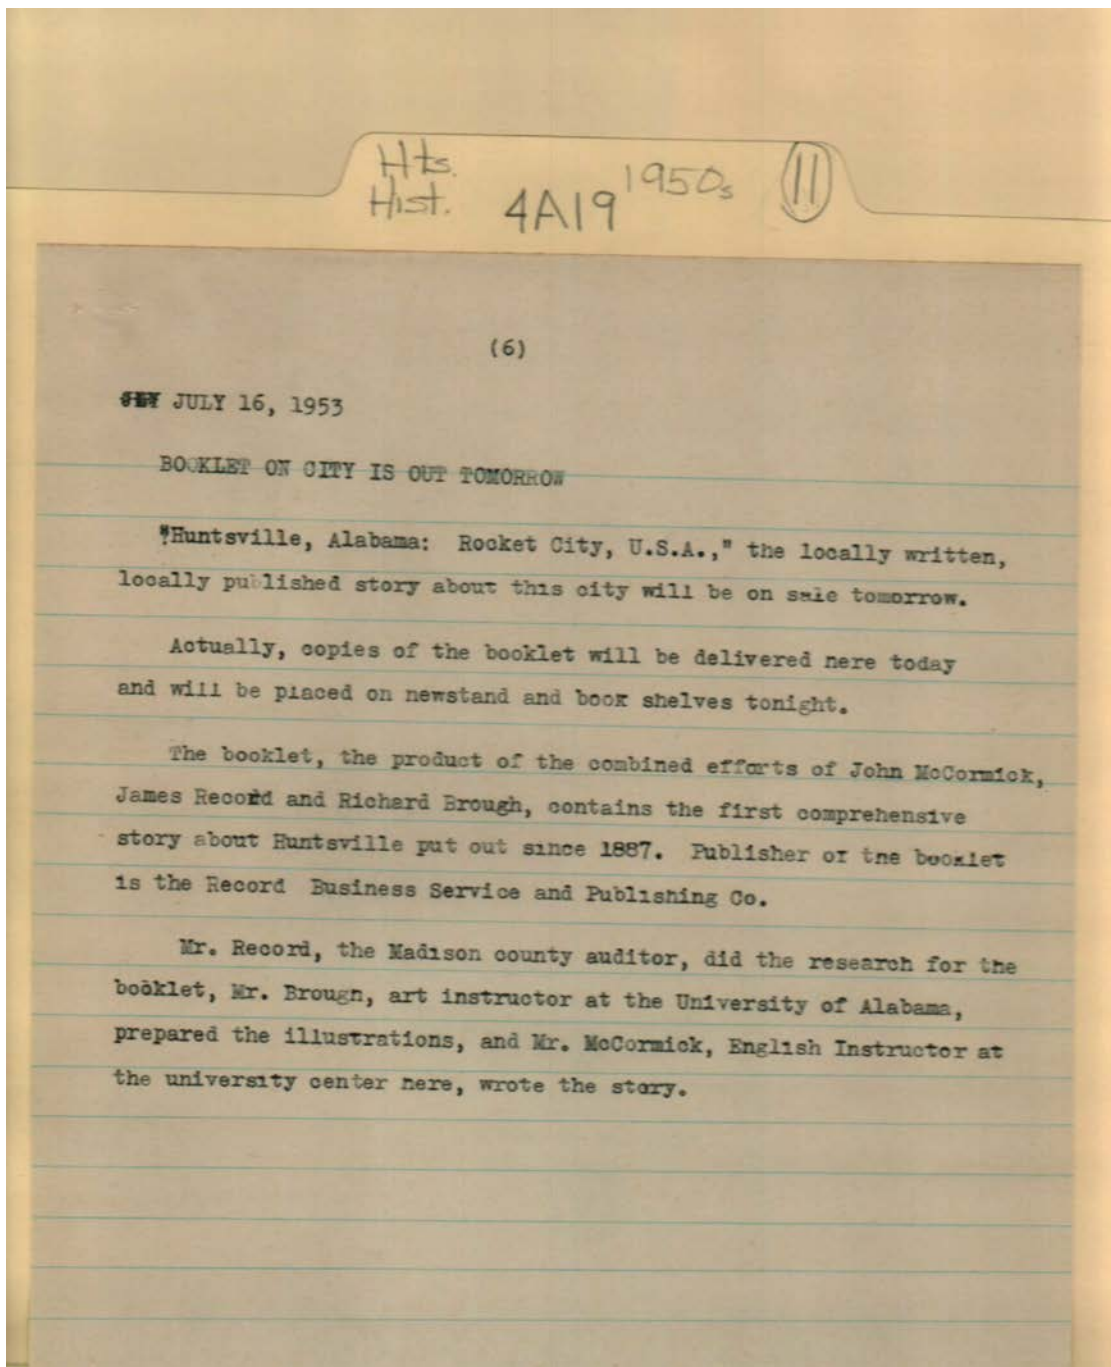 Hts.
Hist. 4A19 1950s 11
(6)
JULY 16, 1953
BOOKLET ON CITY IS OUT TOMORROW
"Huntsville, Alabama: Rocket City, U.S.A.," the locally written,
locally published story about this city will be on sale tomorrow.
Actually, copies of the booklet will be delivered here today
and will be placed on newstand and book shelves tonight.
The booklet, the product of the combined efforts of John McCormick,
James Record and Richard Brough, contains the first comprehensive
story about Huntsville put out since 1887. Publisher of the booklet
is the Record Business Service and Publishing Co.
Mr. Record, the Madison county auditor, did the research for the
booklet, Mr. Brough, art instructor at the University of Alabama,
prepared the illustrations, and Mr. McCormick, English Instructor at
the university center here, wrote the story.